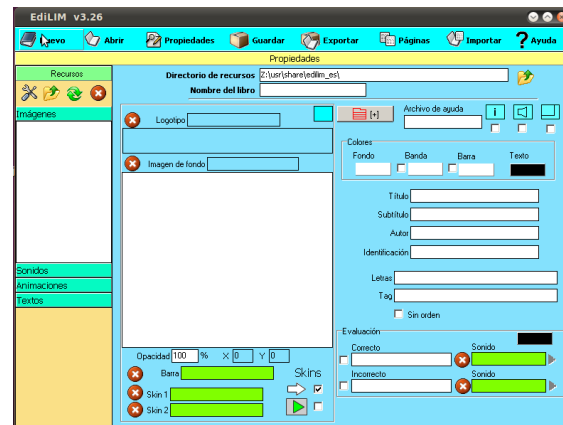 EdiLIM v3.26
Nuevo Abrir Propiedades Guardar Exportar Páginas Importar ? Ayuda
Propiedades
Recursos
Imágenes
Sonidos
Animaciones
Textos
Directorio de recursos Z:\usr\share\edilim_es\
Nombre del libro
Logotipo
Imagen de fondo
Opacidad 100 % X 0 Y 0
Barra Skins
Skin 1
Skin 2
[+] Archivo de ayuda i
Colores
Fondo Banda Barra Texto
Título
Subtítulo
Autor
Identificación
Letras
Tag
Sin orden
Evaluación
Correcto Sonido
Incorrecto Sonido